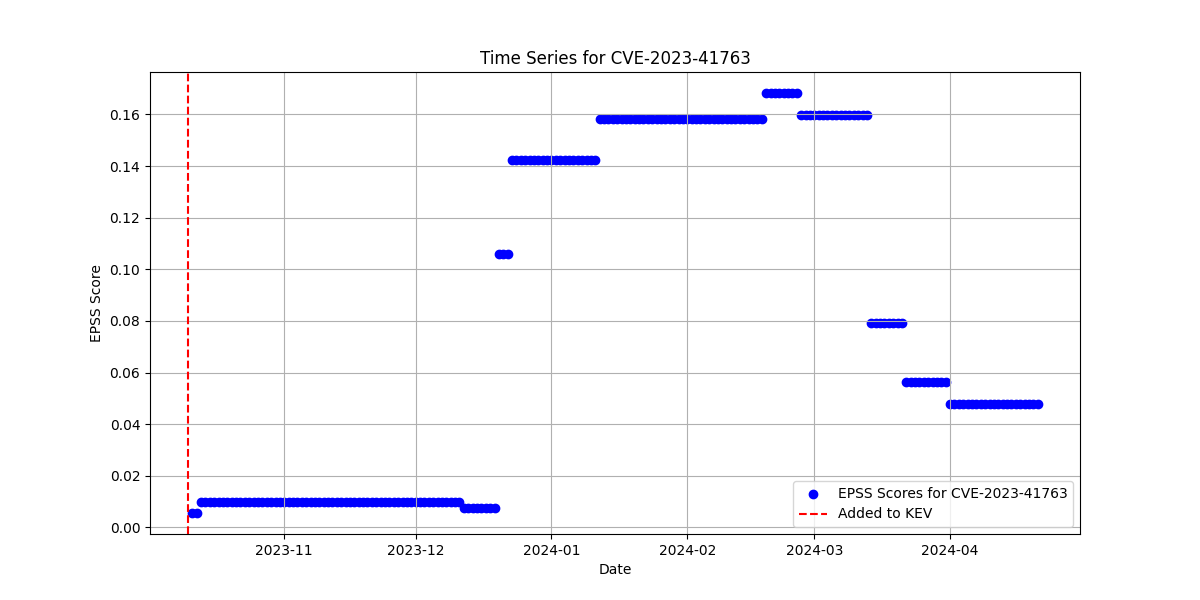 Time Series for CVE-2023-41763
EPSS Score
0.16
0.14
0.12
0.10
0.08
0.06
0.04
0.02
0.00
EPSS Scores for CVE-2023-41763
Added to KEV
2023-11 2023-12 2024-01 2024-02 2024-03 2024-04
Date